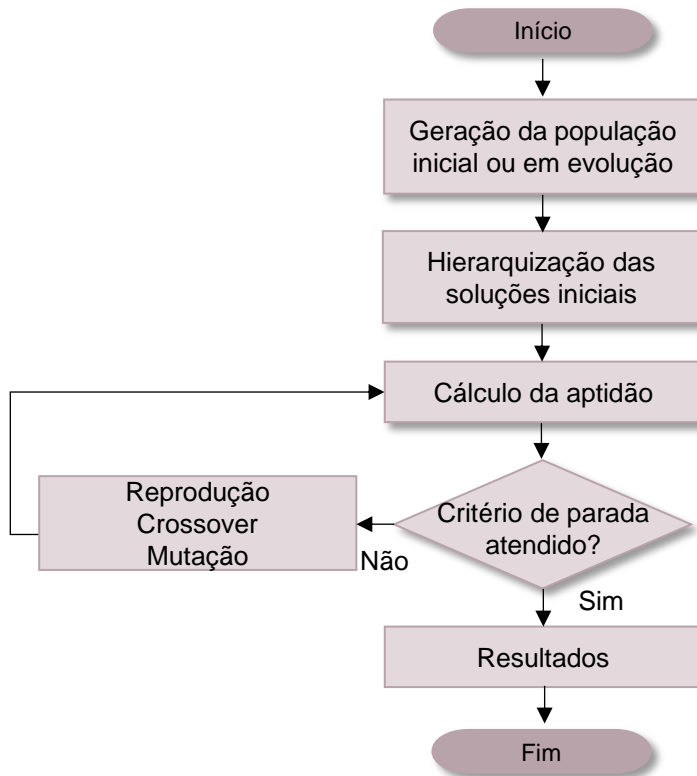 Início
Geração da população
inicial ou em evolução
Hierarquização das
soluções iniciais
Cálculo da aptidão
Critério de parada
atendido?
Não
Reprodução
Crossover
Mutação
Sim
Resultados
Fim